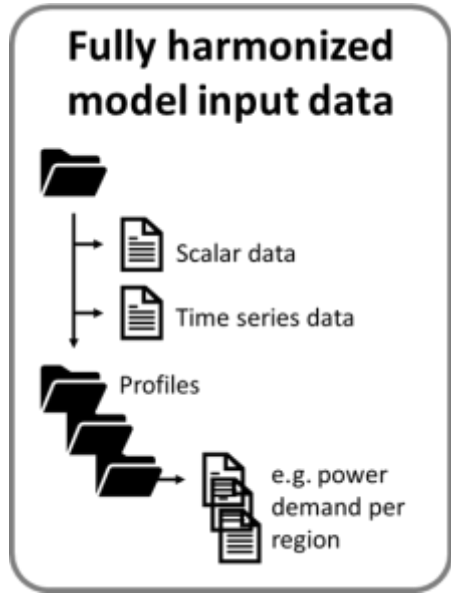 Fully harmonized
model input data
Scalar data
Time series data
Profiles
e.g. power
demand per
region